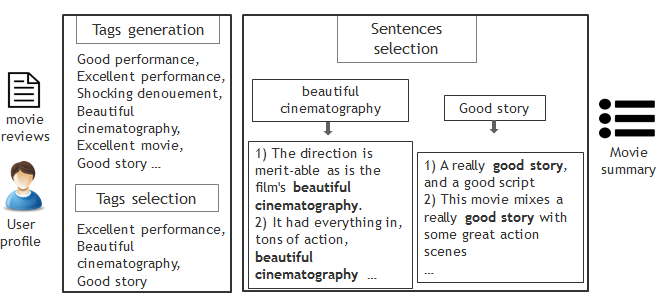 movie
reviews
User
profile
Tags generation
Good performance,
Excellent performance,
Shocking denouement,
Beautiful
cinematography,
Excellent movie,
Good story ...
Tags selection
Excellent performance,
Beautiful
cinematography,
Good story
Sentences
selection
beautiful
cinematography
1) The direction is
merit-able as is the
film's beautiful
cinematography.
2) It had everything in,
tons of action,
beautiful
cinematography ...
Good story
1) A really good story,
and a good script
2) This movie mixes a
really good story with
some great action
scenes
...
Movie
summary